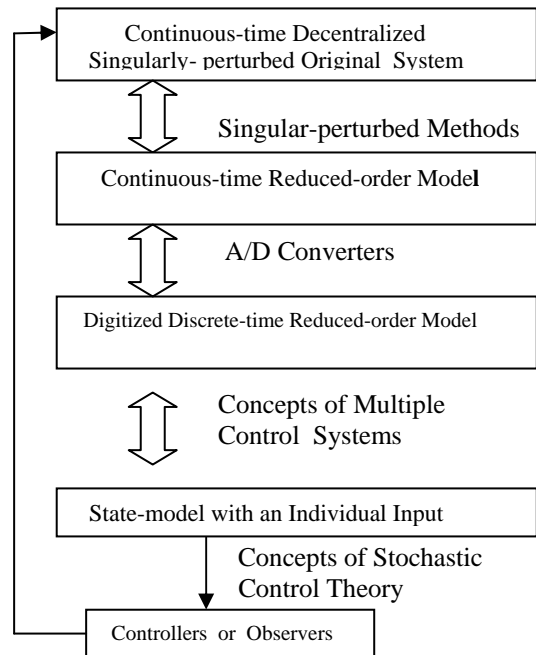 Continuous-time Decentralized
Singularly- perturbed Original System
Singular-perturbed Methods
Continuous-time Reduced-order Model
A/D Converters
Digitized Discrete-time Reduced-order Model
Concepts of Multiple
Control Systems
State-model with an Individual Input
Concepts of Stochastic
Control Theory
Controllers or Observers